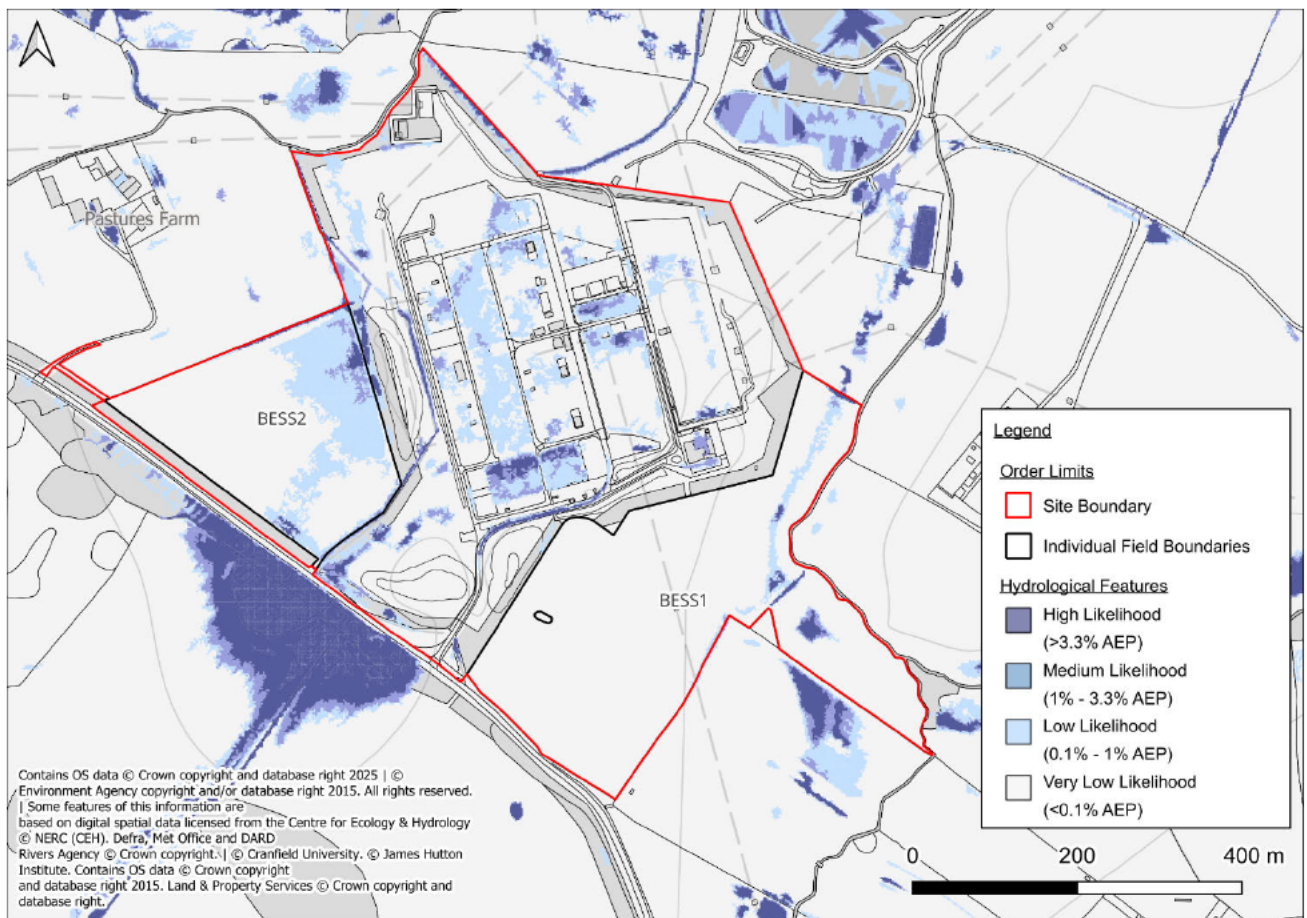 Pastures Farm
BESS2
BESS1
Legend
Order Limits
Site Boundary
Individual Field Boundaries
Hydrological Features
High Likelihood
(>3.3% AEP)
Medium Likelihood
(1% - 3.3% AEP)
Low Likelihood
(0.1% - 1% AEP)
Very Low Likelihood
(<0.1% AEP)
Contains OS data © Crown copyright and database right 2025 | ©
Environment Agency copyright and/or database right 2015. All rights reserved.
| Some features of this information are
based on digital spatial data licensed from the Centre for Ecology & Hydrology
© NERC (CEH). Defra, Met Office and DARD
Rivers Agency © Crown copyright. | © Cranfield University. © James Hutton
Institute. Contains OS data © Crown copyright
and database right 2015. Land & Property Services © Crown copyright and
database right.
0 200 400 m